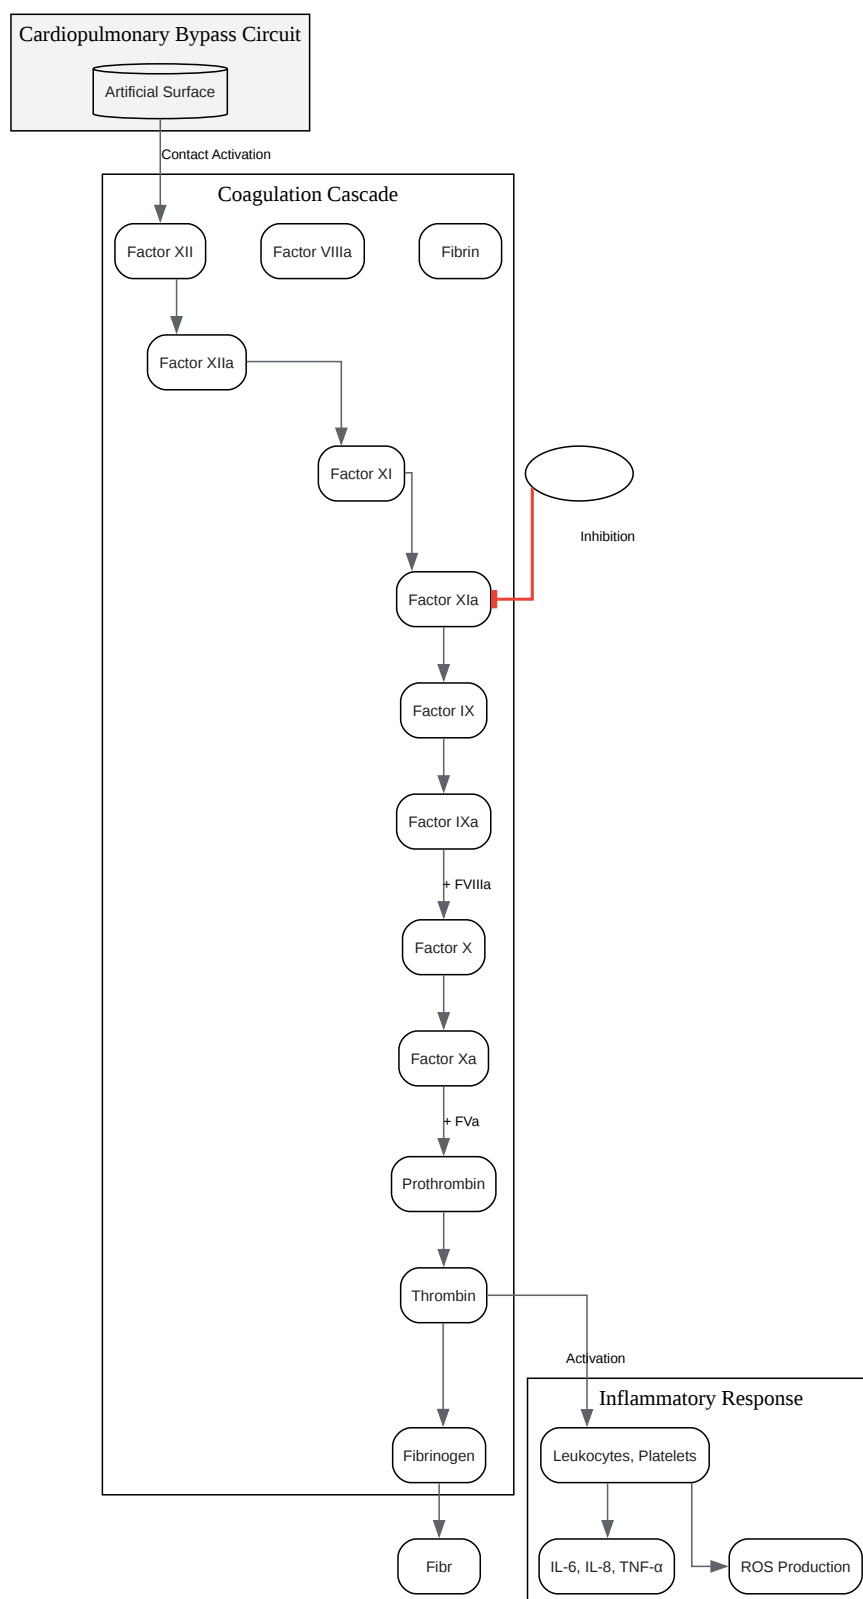 Cardiopulmonary Bypass Circuit
Artificial Surface
Contact Activation
Coagulation Cascade
Factor XII
Factor VIIIa
Fibrin
Factor XIIa
Factor XI
Inhibition
Factor XIa
Factor IX
Factor IXa
+ FVIIIa
Factor X
Factor Xa
+ FVa
Prothrombin
Thrombin
Activation
Inflammatory Response
Fibrinogen
Leukocytes, Platelets
Fibr
IL-6, IL-8, TNF-α
ROS Production